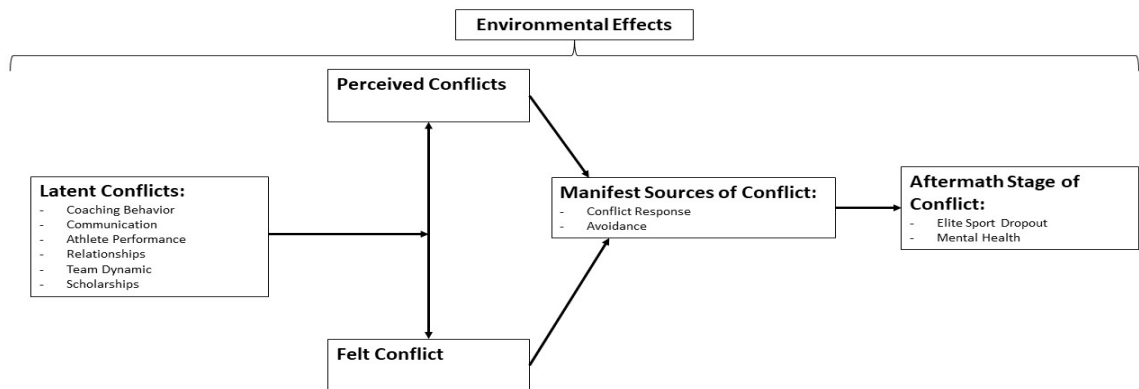 Environmental Effects
Perceived Conflicts
Latent Conflicts:
- Coaching Behavior
- Communication
- Athlete Performance
- Relationships
- Team Dynamic
- Scholarships
Manifest Sources of Conflict:
- Conflict Response
- Avoidance
Aftermath Stage of
Conflict:
- Elite Sport Dropout
- Mental Health
Felt Conflict